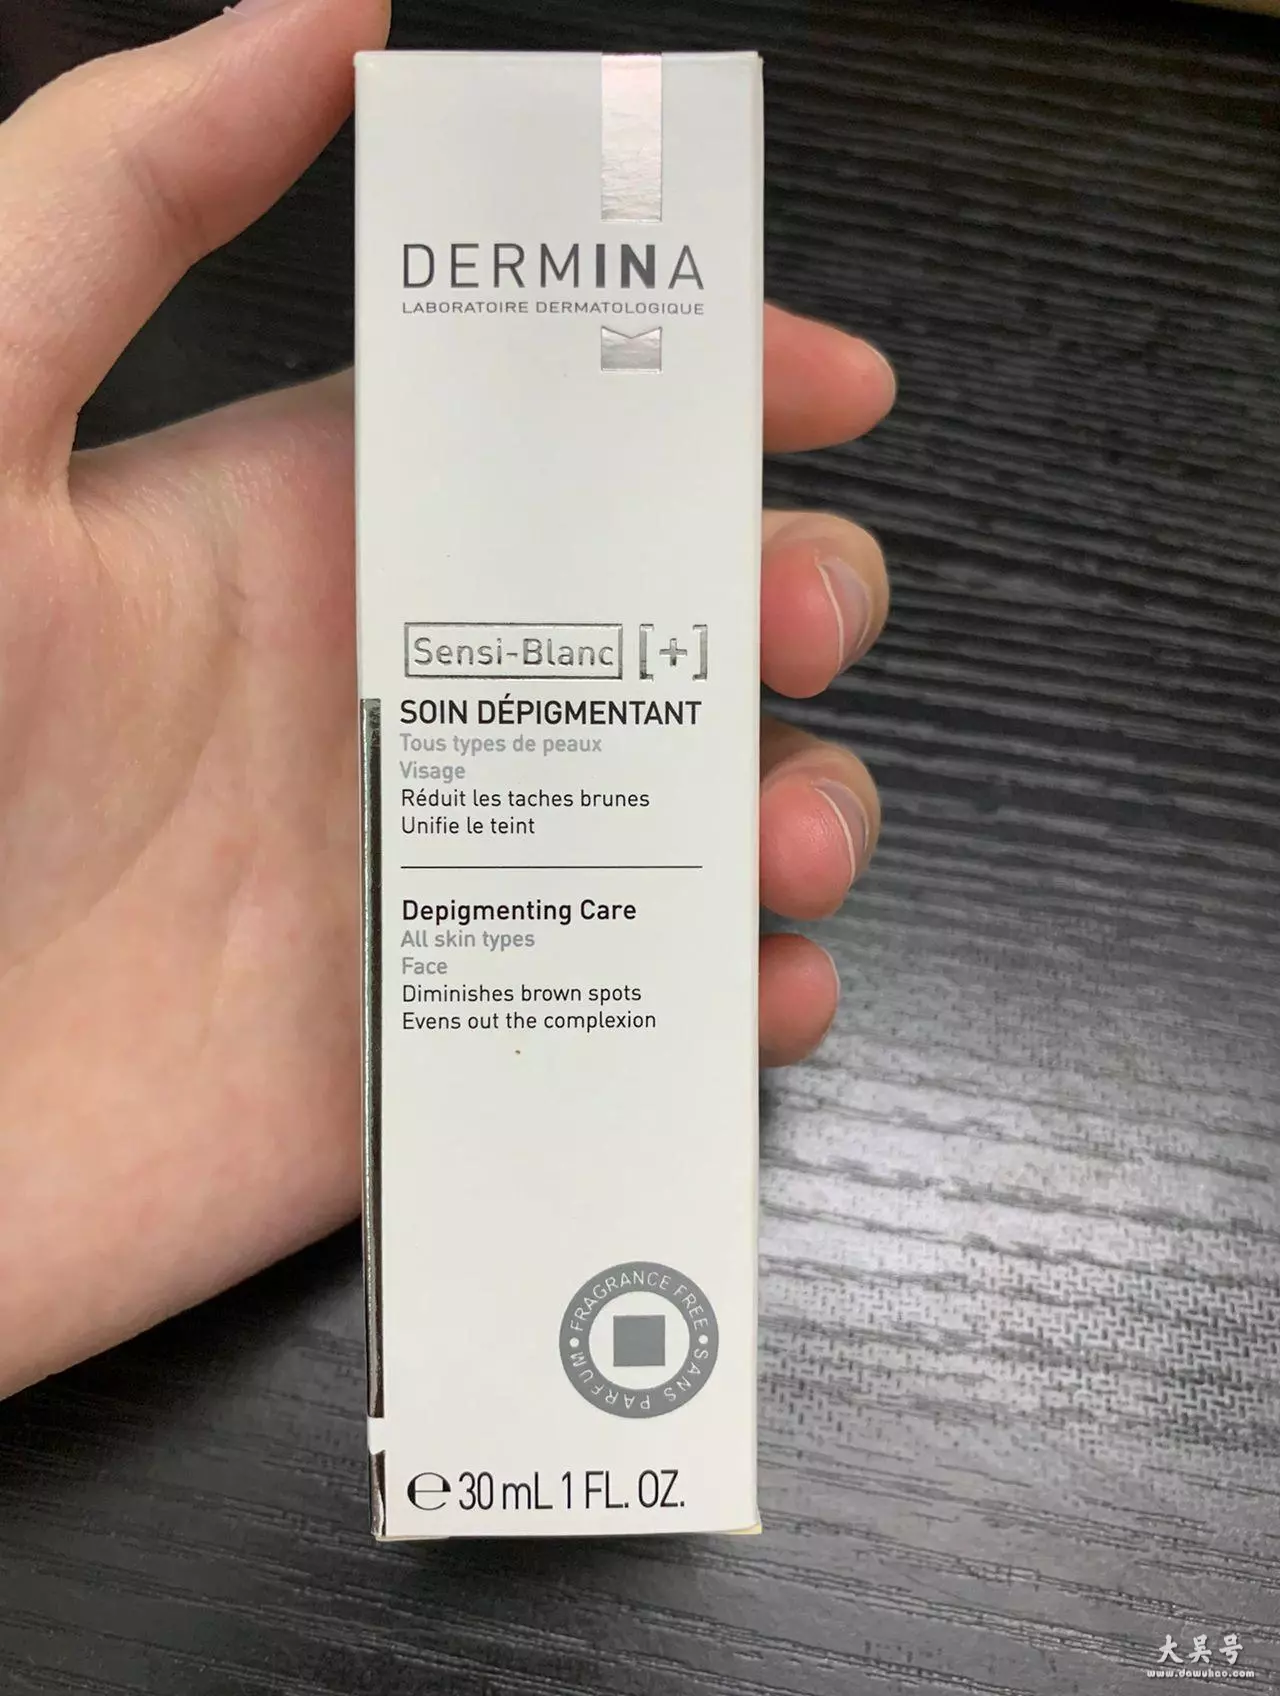 DERMINA
LABORATOIRE DERMATOLOGIQUE
Sensi-Blanc [+]
SOIN DÉPIGMENTANT
Tous types de peaux
Visage
Réduit les taches brunes
Unifie le teint
Depigmenting Care
All skin types
Face
Diminishes brown spots
Evens out the complexion
FRAGRANCE FREE • SANS PARFUM •
℮ 30 mL 1 FL. OZ.
大吴号
www.dawuhao.com